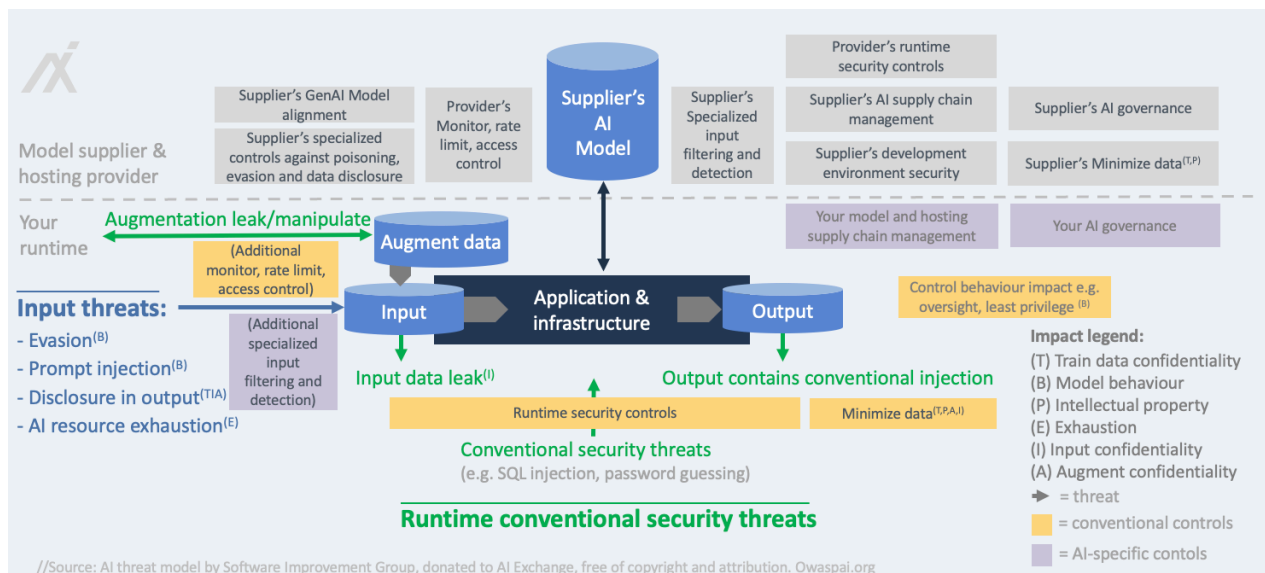 Supplier's GenAI Model
alignment
Supplier's specialized
controls against poisoning,
evasion and data disclosure
Provider's
Monitor, rate
limit, access
control
Supplier's
AI
Model
Supplier's
Specialized
input
filtering and
detection
Provider's runtime
security controls
Supplier's AI supply chain
management
Supplier's development
environment security
Supplier's AI governance
Supplier's Minimize data(T,P)
Model supplier &
hosting provider
Your
runtime
Augmentation leak/manipulate
Augment data
Your model and hosting
supply chain management
Your AI governance
(Additional
monitor, rate limit,
access control)
Input threats:
- Evasion(B)
- Prompt injection(B)
- Disclosure in output(TIA)
- AI resource exhaustion(E)
(Additional
specialized
input
filtering and
detection)
Input
Application &
infrastructure
Output
Control behaviour impact e.g.
oversight, least privilege (B)
Input data leak(I)
Output contains conventional injection
Runtime security controls
Minimize data(T,P,A,I)
Conventional security threats
(e.g. SQL injection, password guessing)
Runtime conventional security threats
Impact legend:
(T) Train data confidentiality
(B) Model behaviour
(P) Intellectual property
(E) Exhaustion
(I) Input confidentiality
(A) Augment confidentiality
= threat
= conventional controls
= AI-specific contols
//Source: AI threat model by Software Improvement Group, donated to AI Exchange, free of copyright and attribution. Owaspai.org